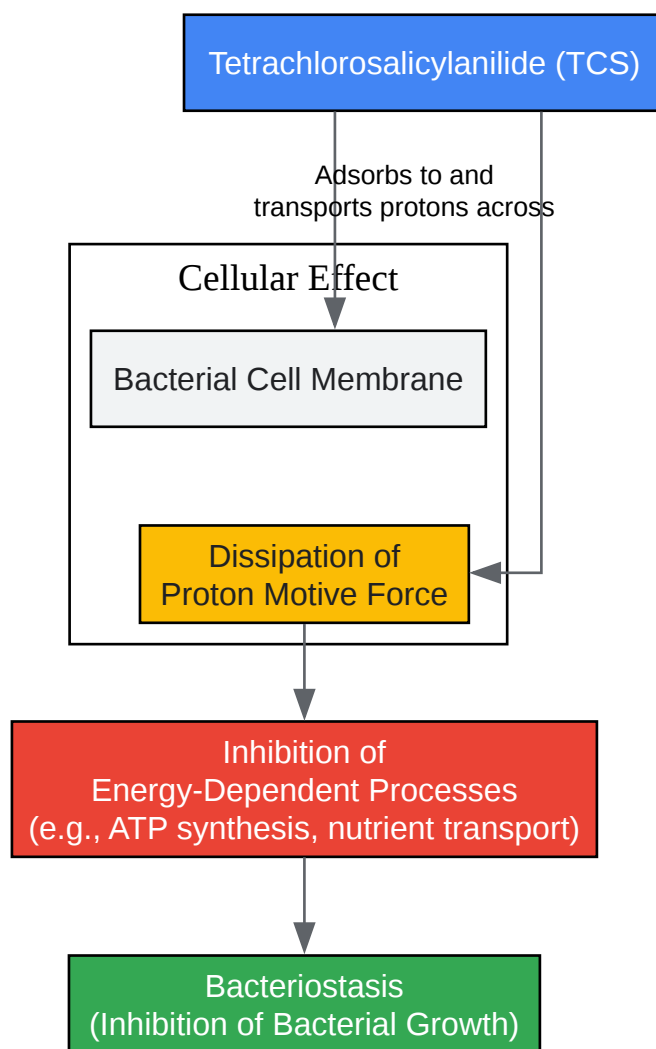 Tetrachlorosalicylanilide (TCS)
Adsorbs to and
transports protons across
Cellular Effect
Bacterial Cell Membrane
Dissipation of
Proton Motive Force
Inhibition of
Energy-Dependent Processes
(e.g., ATP synthesis, nutrient transport)
Bacteriostasis
(Inhibition of Bacterial Growth)